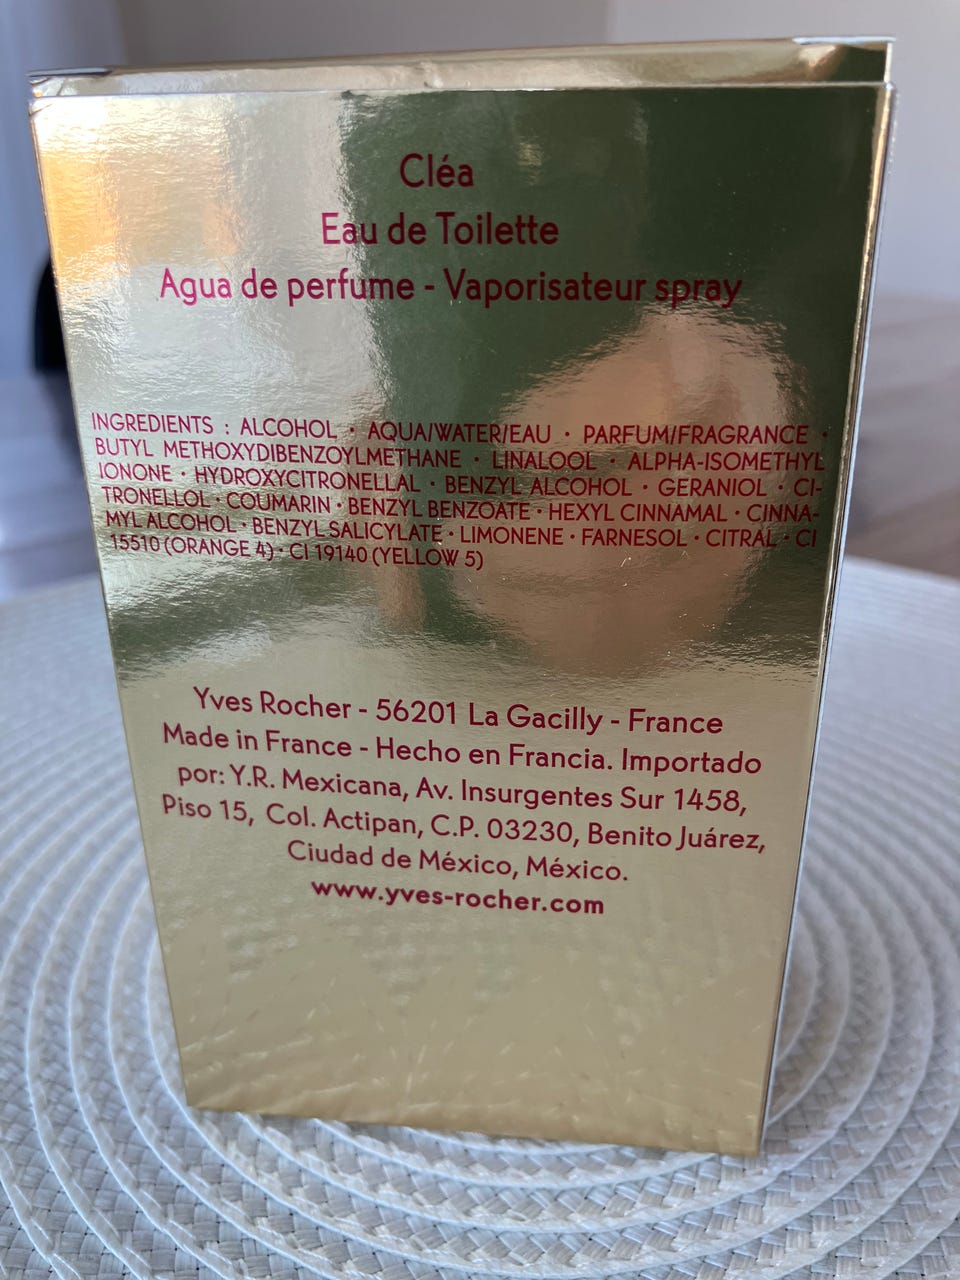 Cléa
Eau de Toilette
Agua de perfume - Vaporisateur spray
INGREDIENTS : ALCOHOL · AQUA/WATER/EAU · PARFUM/FRAGRANCE ·
BUTYL METHOXYDIBENZOYLMETHANE · LINALOOL · ALPHA-ISOMETHYL
IONONE · HYDROXYCITRONELLAL · BENZYL ALCOHOL · GERANIOL · CI-
TRONELLOL · COUMARIN · BENZYL BENZOATE · HEXYL CINNAMAL · CINNA-
MYL ALCOHOL · BENZYL SALICYLATE · LIMONENE · FARNESOL · CITRAL · CI
15510 (ORANGE 4) · CI 19140 (YELLOW 5)
Yves Rocher - 56201 La Gacilly - France
Made in France - Hecho en Francia. Importado
por: Y.R. Mexicana, Av. Insurgentes Sur 1458,
Piso 15, Col. Actipan, C.P. 03230, Benito Juárez,
Ciudad de México, México.
www.yves-rocher.com